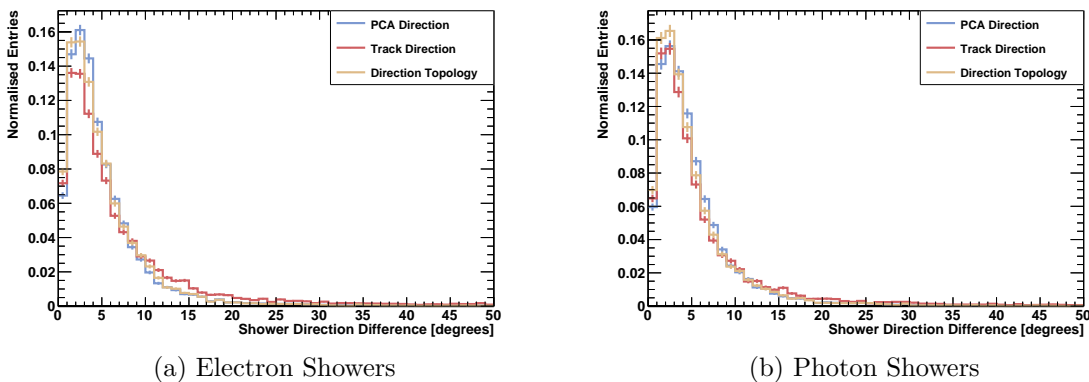 Normalised Entries
0.16
0.14
0.12
0.1
0.08
0.06
0.04
0.02
0
0 5 10 15 20 25 30 35 40 45 50
Shower Direction Difference [degrees]
PCA Direction
Track Direction
Direction Topology
(a) Electron Showers
Normalised Entries
0.16
0.14
0.12
0.1
0.08
0.06
0.04
0.02
0
0 5 10 15 20 25 30 35 40 45 50
Shower Direction Difference [degrees]
PCA Direction
Track Direction
Direction Topology
(b) Photon Showers